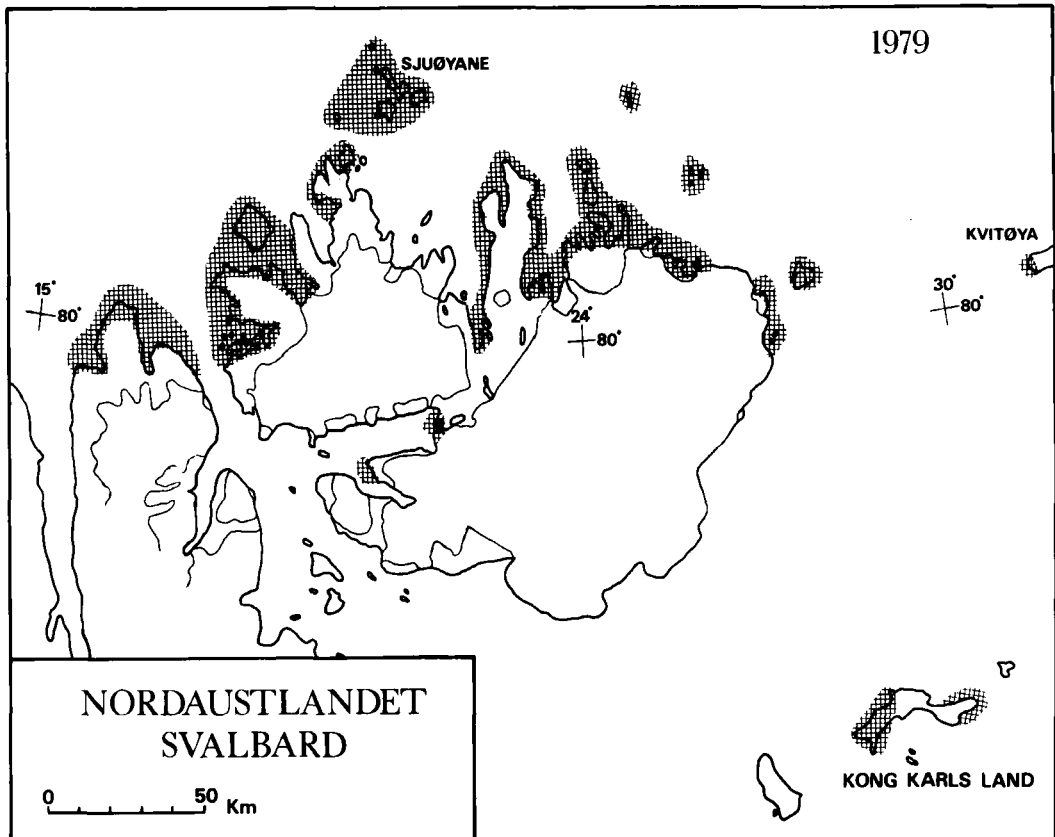 1979
SJUØYANE
KVITØYA
15°
80°
24°
80°
30°
80°
NORDAUSTLANDET
SVALBARD
0 50 Km
KONG KARLS LAND